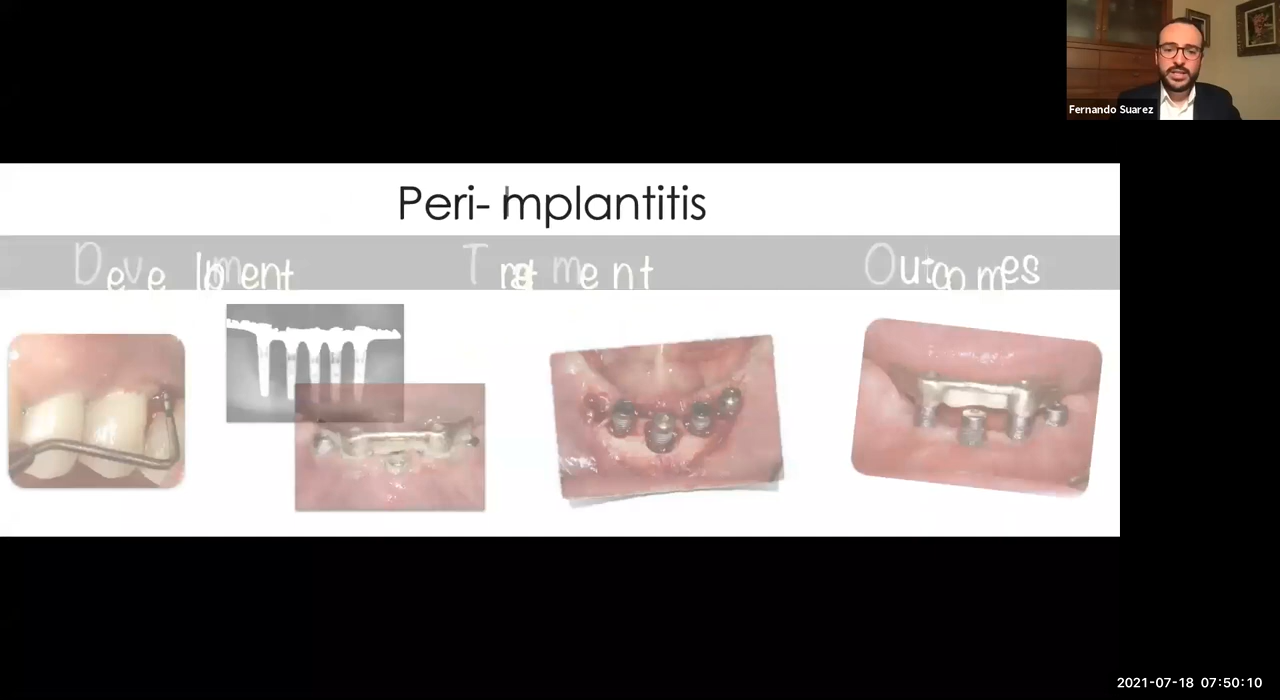 Fernando Suarez
Peri- Implantitis
Development Treatment Outcomes
2021-07-18 07:50:10